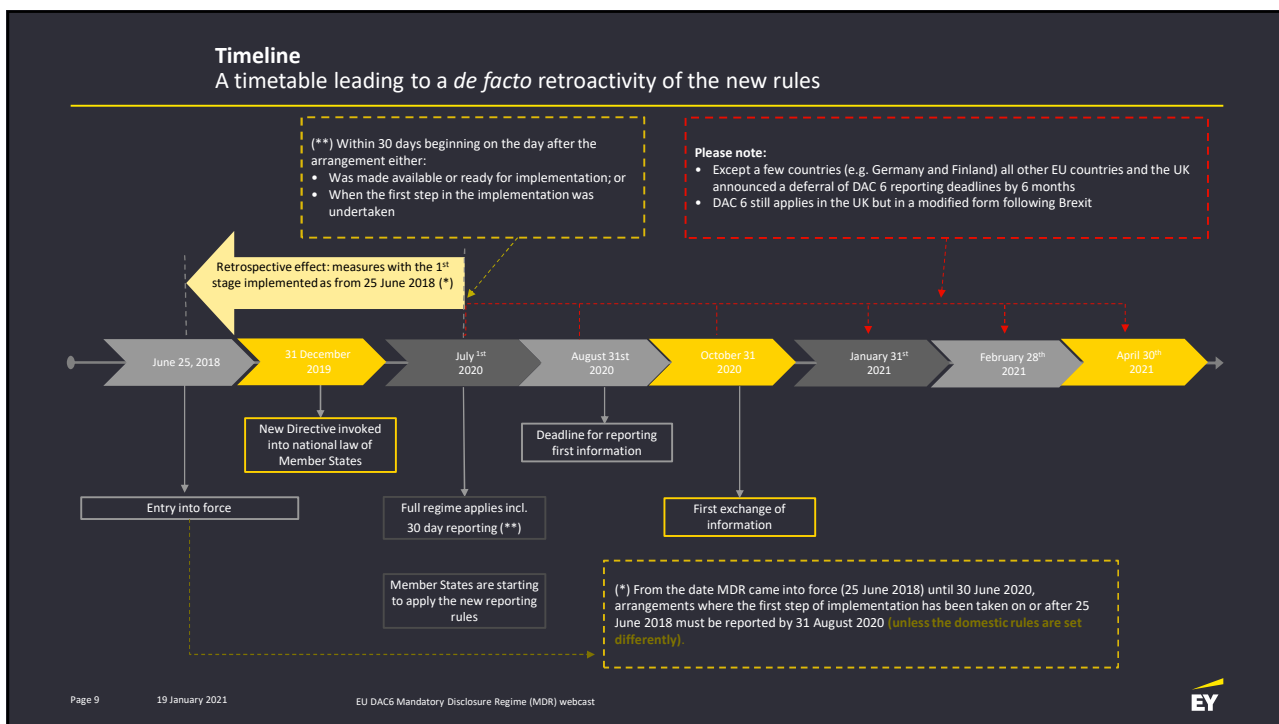 Timeline
A timetable leading to a de facto retroactivity of the new rules
(**) Within 30 days beginning on the day after the
arrangement either:
• Was made available or ready for implementation; or
• When the first step in the implementation was
undertaken
Please note:
• Except a few countries (e.g. Germany and Finland) all other EU countries and the UK
announced a deferral of DAC 6 reporting deadlines by 6 months
• DAC 6 still applies in the UK but in a modified form following Brexit
Retrospective effect: measures with the 1st
stage implemented as from 25 June 2018 (*)
June 25, 2018
31 December
2019
July 1st
2020
August 31st
2020
October 31
2020
January 31st
2021
February 28th
2021
April 30th
2021
New Directive invoked
into national law of
Member States
Deadline for reporting
first information
Entry into force
Full regime applies incl.
30 day reporting (**)
First exchange of
information
Member States are starting
to apply the new reporting
rules
(*) From the date MDR came into force (25 June 2018) until 30 June 2020,
arrangements where the first step of implementation has been taken on or after 25
June 2018 must be reported by 31 August 2020 (unless the domestic rules are set
differently).
Page 9
19 January 2021
EU DAC6 Mandatory Disclosure Regime (MDR) webcast
EY